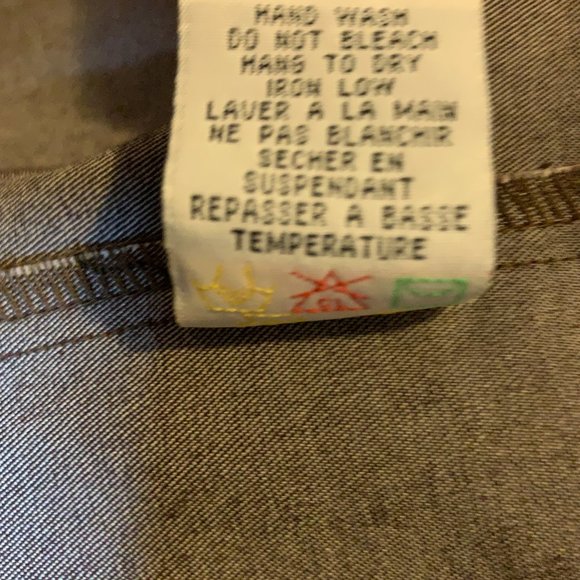 HAND WASH
DO NOT BLEACH
HANG TO DRY
IRON LOW
LAVER A LA MAIN
NE PAS BLANCHIR
SECHER EN
SUSPENDANT
REPASSER A BASSE
TEMPERATURE